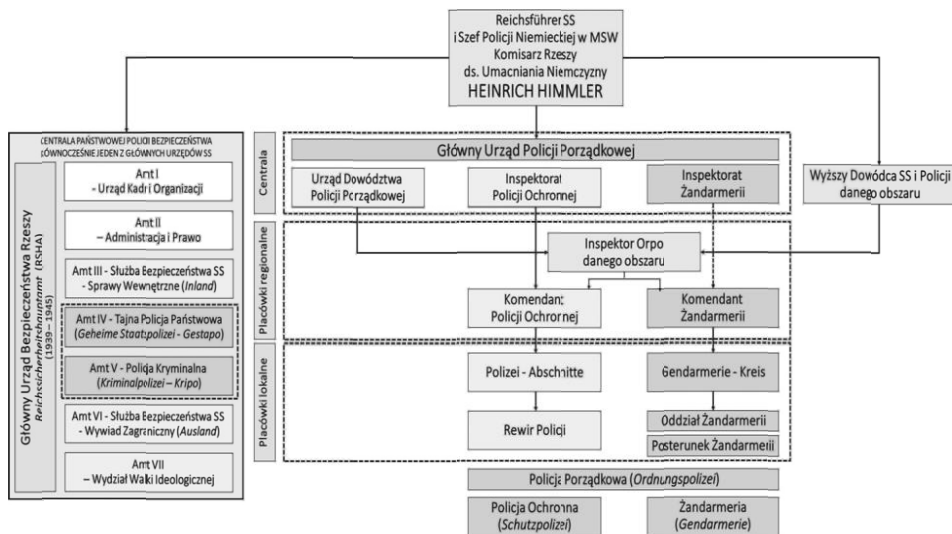 Reichsführer SS
i Szef Policji Niemieckiej w MSW
Komisarz Rzeszy
ds. Umacniania Niemczyzny
HEINRICH HIMMLER
CENTRALA PAŃSTWOWEJ POLICJI BEZPIECZEŃSTWA
RÓWNOCZEŚNIE JEDEN Z GŁÓWNYCH URZĘDÓW SS
Główny Urząd Bezpieczeństwa Rzeszy
Reichssicherheitshauptamt (RSHA)
(1939 – 1945)
Amt I
- Urząd Kadr i Organizacji
Amt II
– Administracja i Prawo
Amt III - Służba Bezpieczeństwa SS
- Sprawy Wewnętrzne (Inland)
Amt IV - Tajna Policja Państwowa
(Geheime Staatspolizei - Gestapo)
Amt V - Policja Kryminalna
(Kriminalpolizei – Kripo)
Amt VI - Służba Bezpieczeństwa SS
- Wywiad Zagraniczny (Ausland)
Amt VII
– Wydział Walki Ideologicznej
Centrala
Główny Urząd Policji Porządkowej
Urząd Dowództwa
Policji Porządkowej
Inspektorat
Policji Ochronnej
Inspektorat
Żandarmerii
Wyższy Dowódca SS i Policji
danego obszaru
Placówki regionalne
Inspektor Orpo
danego obszaru
Komendant
Policji Ochronnej
Komendant
Żandarmerii
Placówki lokalne
Polizei - Abschnitte
Gendarmerie - Kreis
Rewir Policji
Oddział Żandarmerii
Posterunek Żandarmerii
Policja Porządkowa (Ordnungspolizei)
Policja Ochronna
(Schutzpolizei)
Żandarmeria
(Gendarmerie)